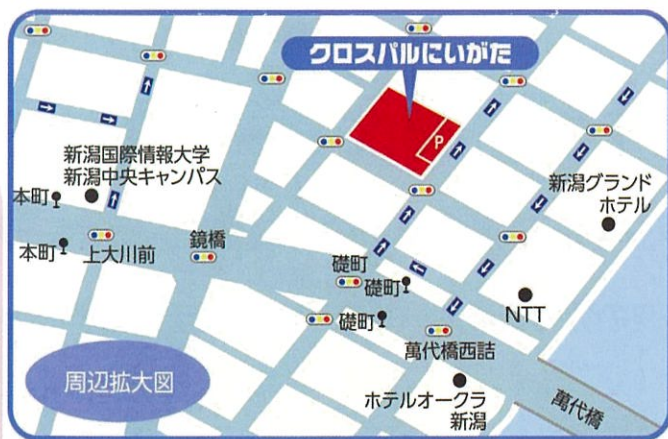 クロスパルにいがた
P
新潟国際情報大学
新潟中央キャンパス
本町
本町
上大川前
鏡橋
礎町
礎町
礎町
新潟グランド
ホテル
NTT
萬代橋西詰
ホテルオークラ
新潟
萬代橋
周辺拡大図